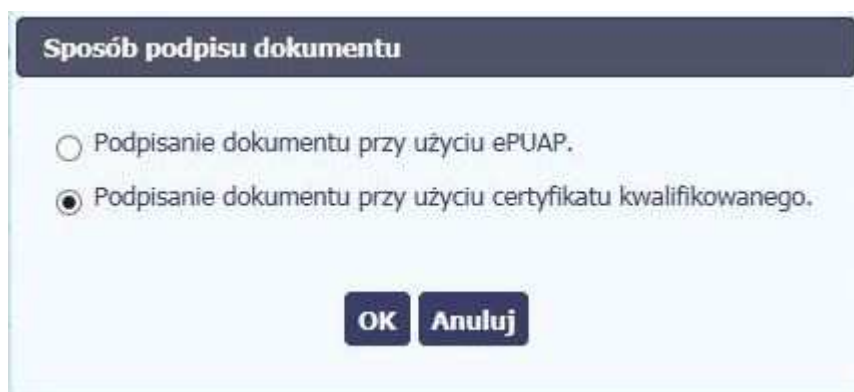 Sposób podpisu dokumentu
Podpisanie dokumentu przy użyciu ePUAP.
Podpisanie dokumentu przy użyciu certyfikatu kwalifikowanego.
OK Anuluj